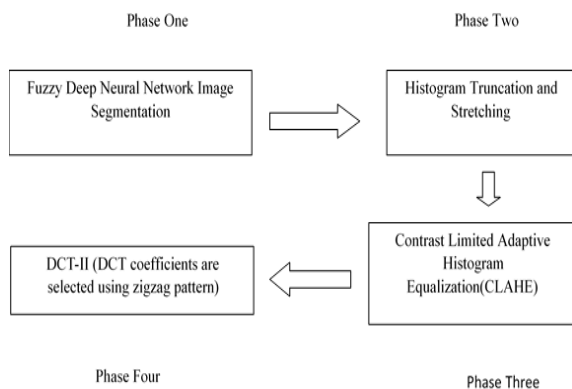 Phase One
Phase Two
Fuzzy Deep Neural Network Image
Segmentation
Histogram Truncation and
Stretching
Contrast Limited Adaptive
Histogram
Equalization(CLAHE)
DCT-II (DCT coefficients are
selected using zigzag pattern)
Phase Four
Phase Three